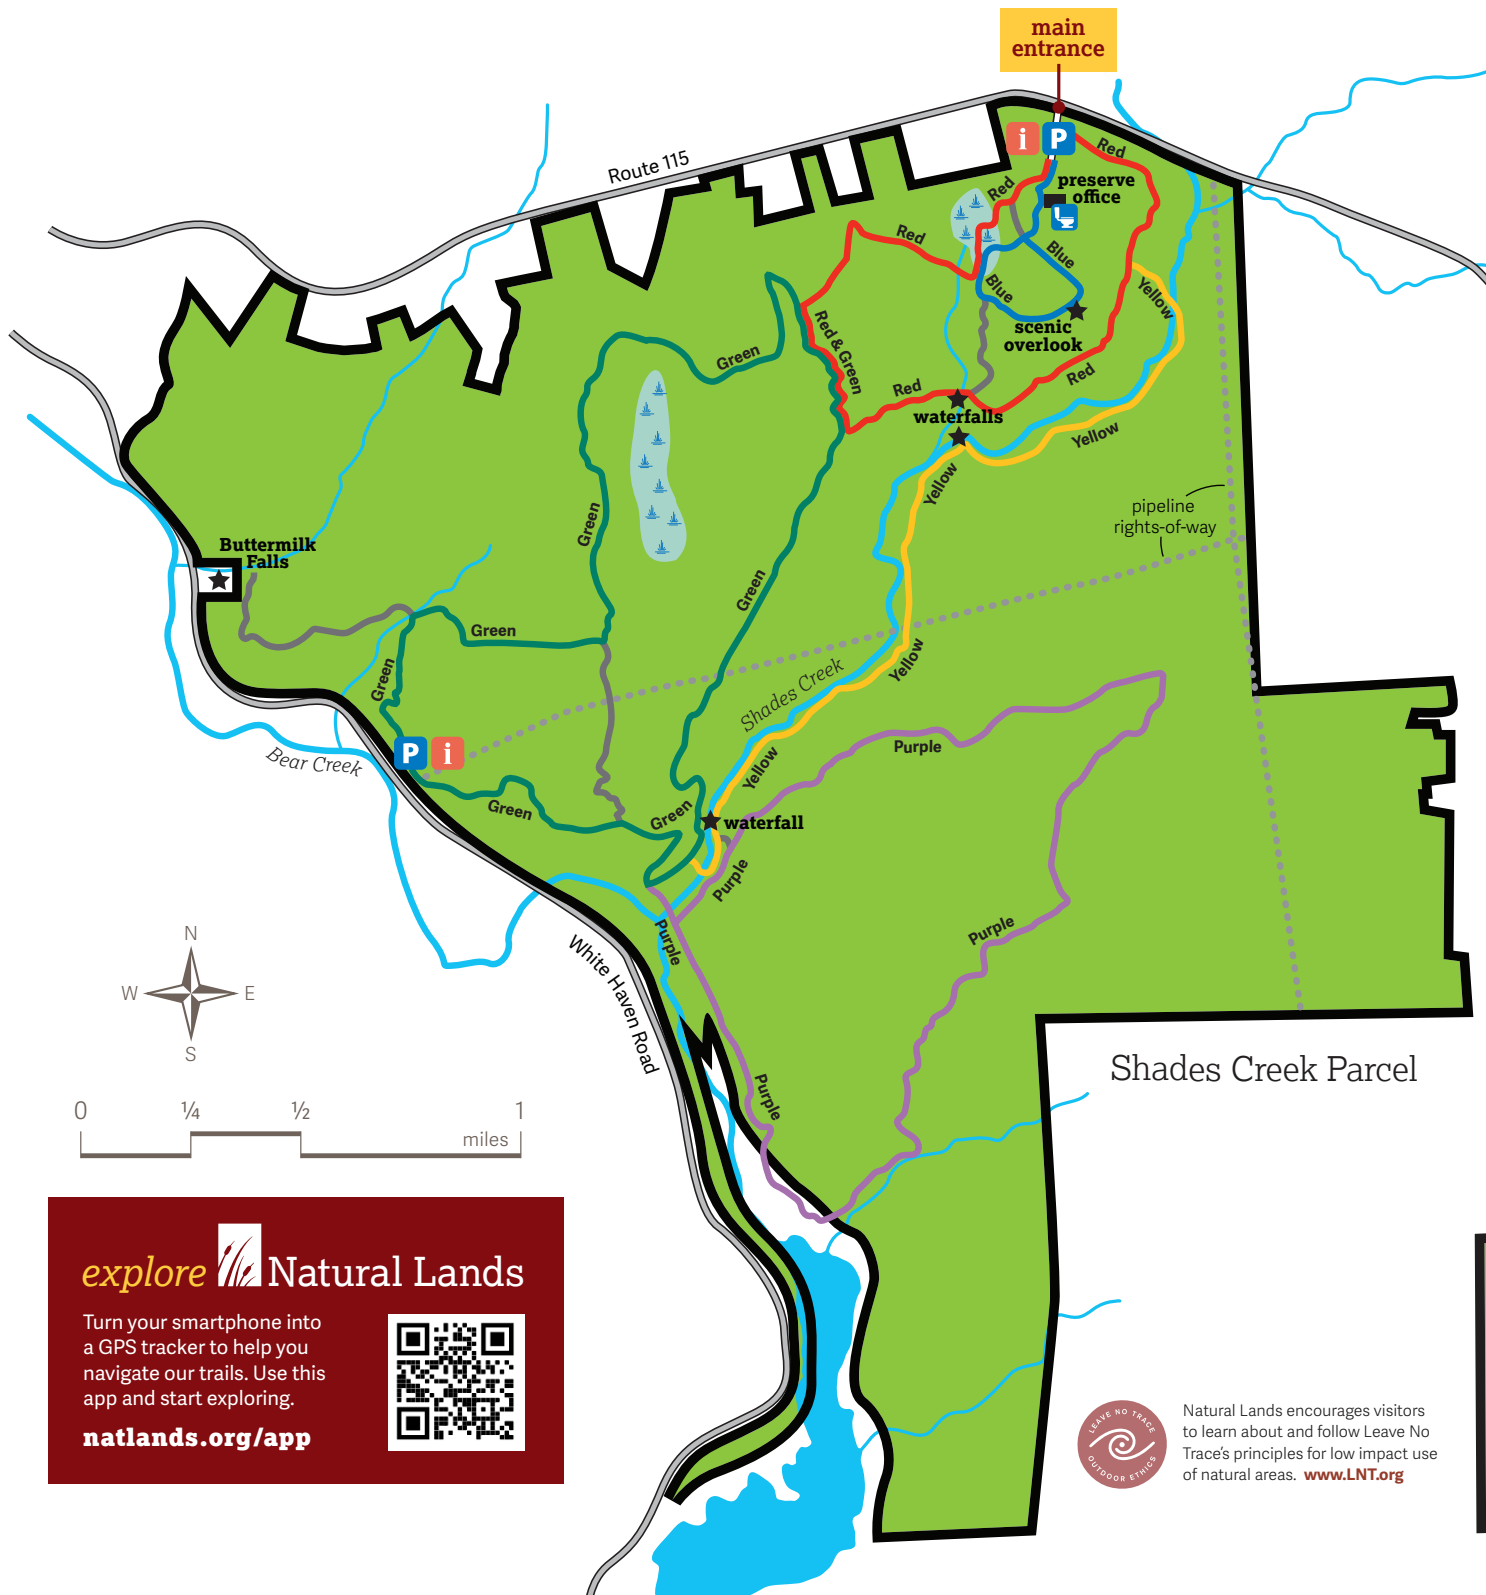 main
entrance
i P
Red
Route 115
preserve
office
Red
Red
Blue
Blue
Yellow
scenic
overlook
Red & Green
Green
Red
Red
waterfalls
Yellow
Yellow
pipeline
rights-of-way
Green
Buttermilk
Falls
Green
Green
Green
Yellow
Shades Creek
P i
Bear Creek
Purple
Yellow
Green
Green
waterfall
Purple
Purple
Purple
White Haven Road
N
W E
S
Shades Creek Parcel
Purple
0 ¼ ½ 1
miles
explore Natural Lands
Turn your smartphone into
a GPS tracker to help you
navigate our trails. Use this
app and start exploring.
natlands.org/app
LEAVE NO TRACE
OUTDOOR ETHICS
Natural Lands encourages visitors
to learn about and follow Leave No
Trace's principles for low impact use
of natural areas. www.LNT.org